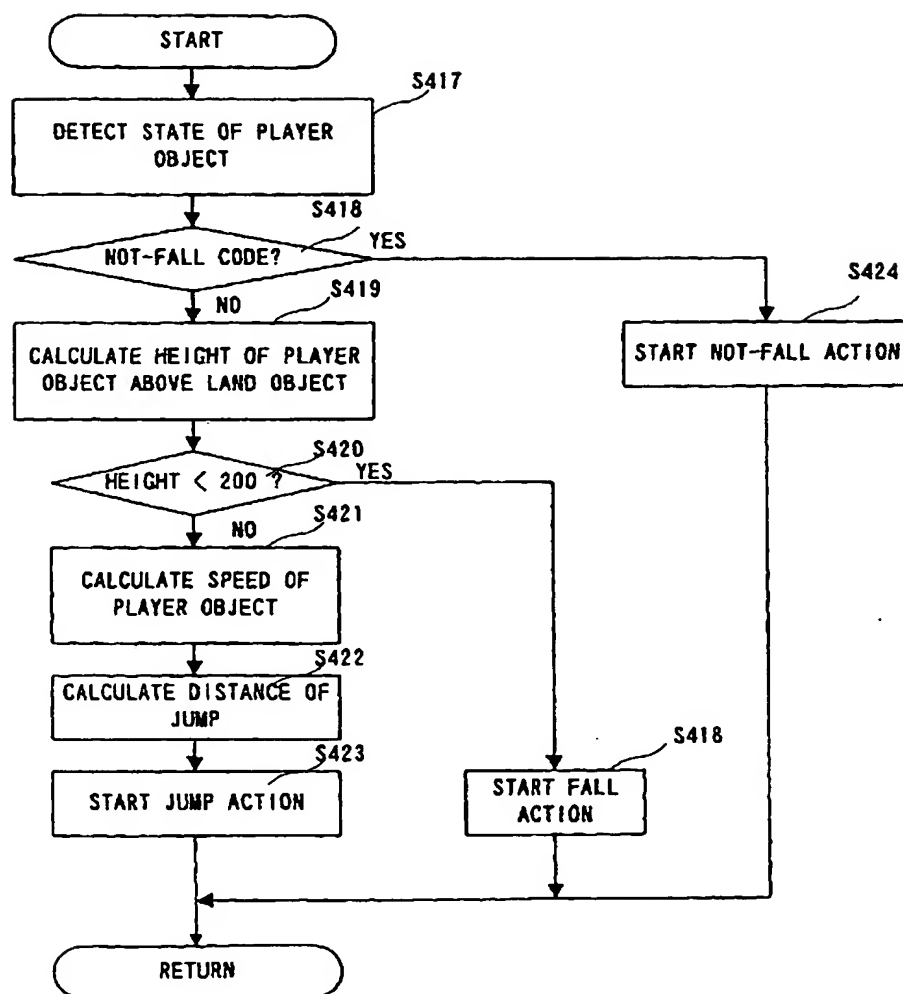 START
S417
DETECT STATE OF PLAYER
OBJECT
S418
NOT-FALL CODE?
YES
NO
S419
S424
CALCULATE HEIGHT OF PLAYER
OBJECT ABOVE LAND OBJECT
START NOT-FALL ACTION
S420
HEIGHT < 200 ?
YES
NO
S421
CALCULATE SPEED OF
PLAYER OBJECT
S422
CALCULATE DISTANCE OF
JUMP
S423
START JUMP ACTION
S418
START FALL
ACTION
RETURN